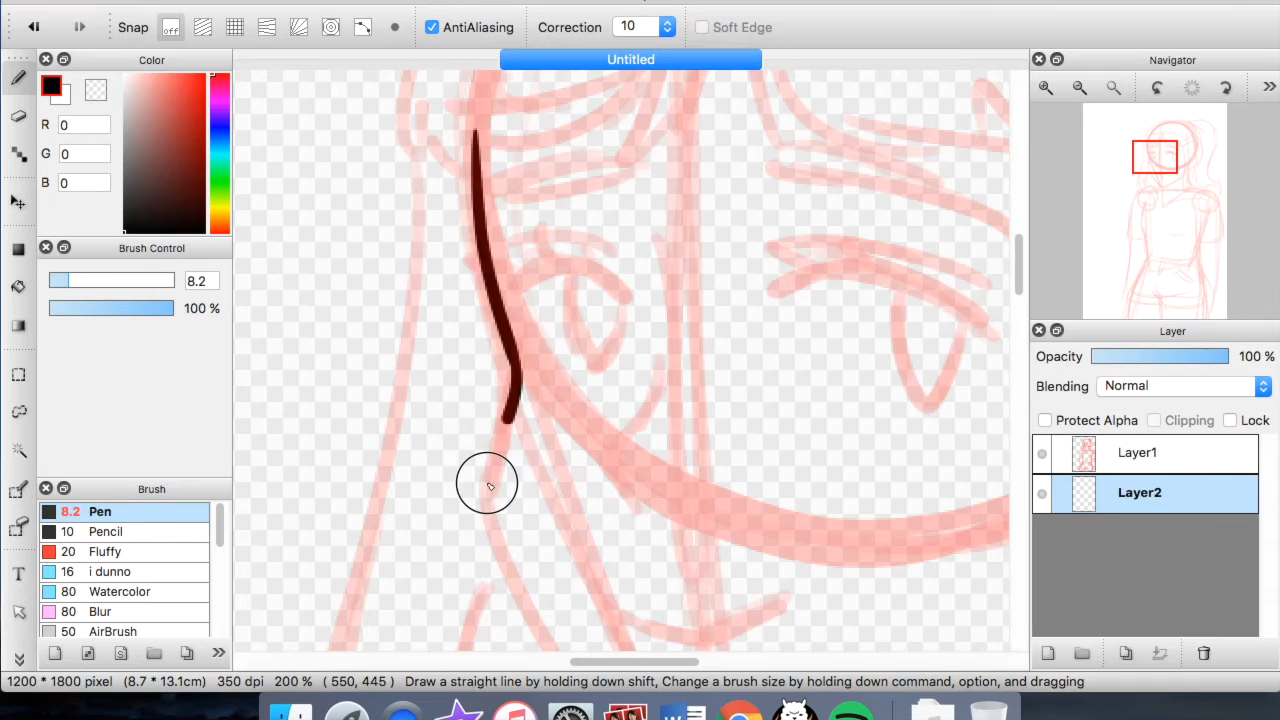 Snap off AntiAliasing Correction 10 Soft Edge
Color
Untitled
Navigator
R 0
G 0
B 0
Brush Control
8.2
100 %
Layer
Opacity 100 %
Blending Normal
Protect Alpha Clipping Lock
Layer1
Layer2
Brush
8.2 Pen
10 Pencil
20 Fluffy
16 i dunno
80 Watercolor
80 Blur
50 AirBrush
T
1200 * 1800 pixel (8.7 * 13.1cm) 350 dpi 200 % ( 550, 445 ) Draw a straight line by holding down shift, Change a brush size by holding down command, option, and dragging
W